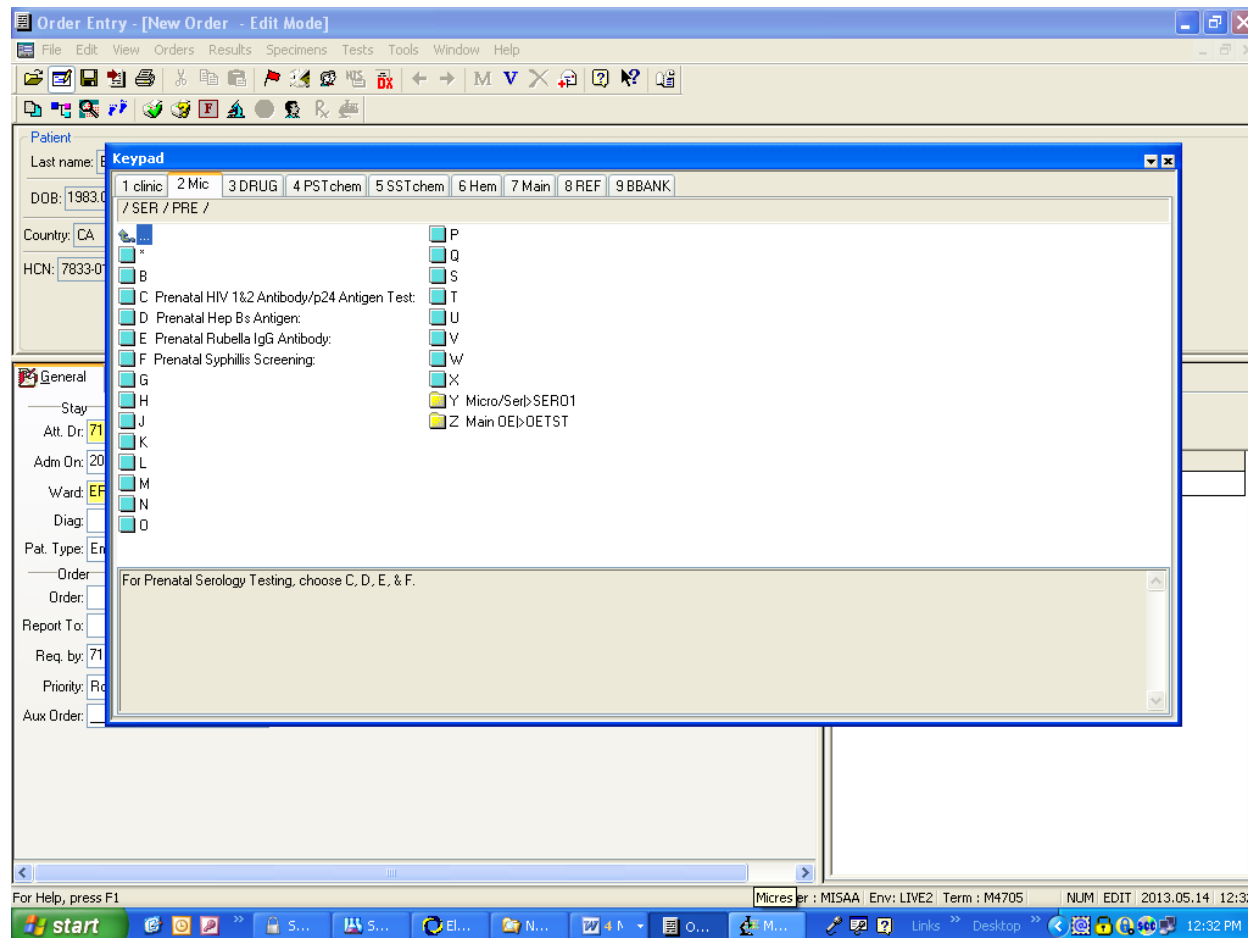 Order Entry - [New Order - Edit Mode]
File Edit View Orders Results Specimens Tests Tools Window Help
Patient
Last name:
DOB: 1983.0
Country: CA
HCN: 7833-01
Keypad
1 clinic 2 Mic 3 DRUG 4 PSTchem 5 SSTchem 6 Hem 7 Main 8 REF 9 BBANK
/ SER / PRE /
...
*
B
C Prenatal HIV 1&2 Antibody/p24 Antigen Test:
D Prenatal Hep Bs Antigen:
E Prenatal Rubella IgG Antibody:
F Prenatal Syphillis Screening:
G
H
J
K
L
M
N
O
P
Q
S
T
U
V
W
X
Y Micro/Ser|>SER01
Z Main OE|>OETST
For Prenatal Serology Testing, choose C, D, E, & F.
General
Stay
Att. Dr: 71
Adm On: 20
Ward:
Diag:
Pat. Type: En
Order
Order:
Report To:
Req. by: 71
Priority: Ro
Aux Order:
For Help, press F1
Micres er : MISAA Env: LIVE2 Term : M4705 NUM EDIT 2013.05.14 12:32
start S... S... El... N... 4 O... M... Links Desktop 12:32 PM